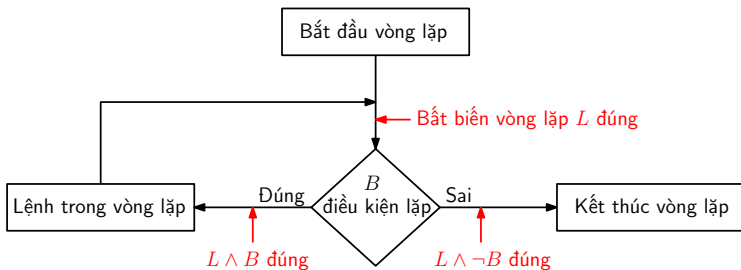 Bắt đầu vòng lặp
Bất biến vòng lặp L đúng
B
điều kiện lặp
Đúng
Sai
Lệnh trong vòng lặp
Kết thúc vòng lặp
L ∧ B đúng
L ∧ ¬B đúng